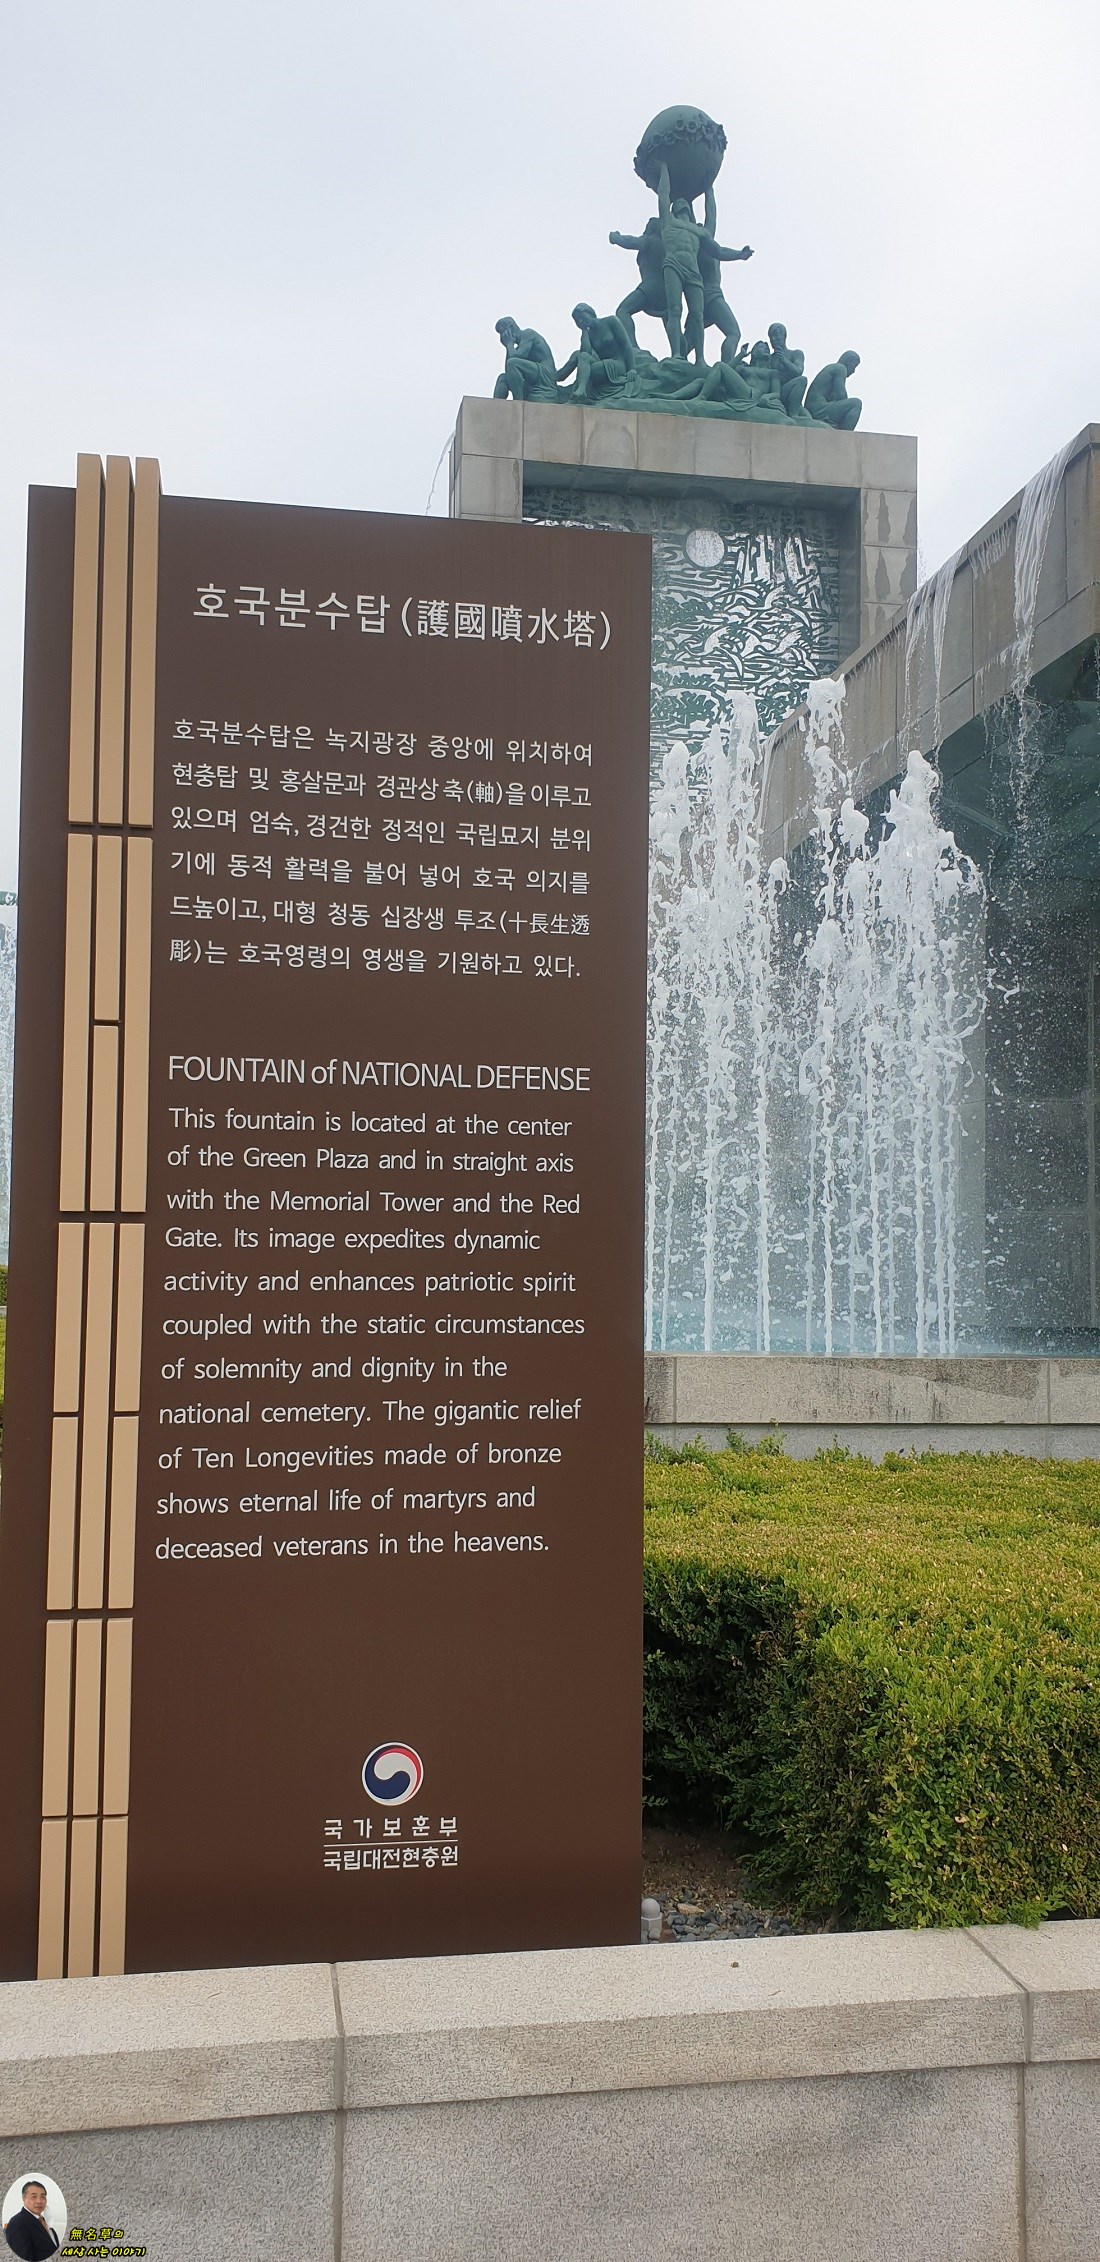 호국분수탑(護國噴水塔)
호국분수탑은 녹지광장 중앙에 위치하여
현충탑 및 홍살문과 경관상 축(軸)을 이루고
있으며 엄숙, 경건한 정적인 국립묘지 분위
기에 동적 활력을 불어 넣어 호국 의지를
드높이고, 대형 청동 십장생 투조(十長生透
彫)는 호국영령의 영생을 기원하고 있다.
FOUNTAIN of NATIONAL DEFENSE
This fountain is located at the center
of the Green Plaza and in straight axis
with the Memorial Tower and the Red
Gate. Its image expedites dynamic
activity and enhances patriotic spirit
coupled with the static circumstances
of solemnity and dignity in the
national cemetery. The gigantic relief
of Ten Longevities made of bronze
shows eternal life of martyrs and
deceased veterans in the heavens.
국가보훈부
국립대전현충원
無名草의
세상 사는 이야기